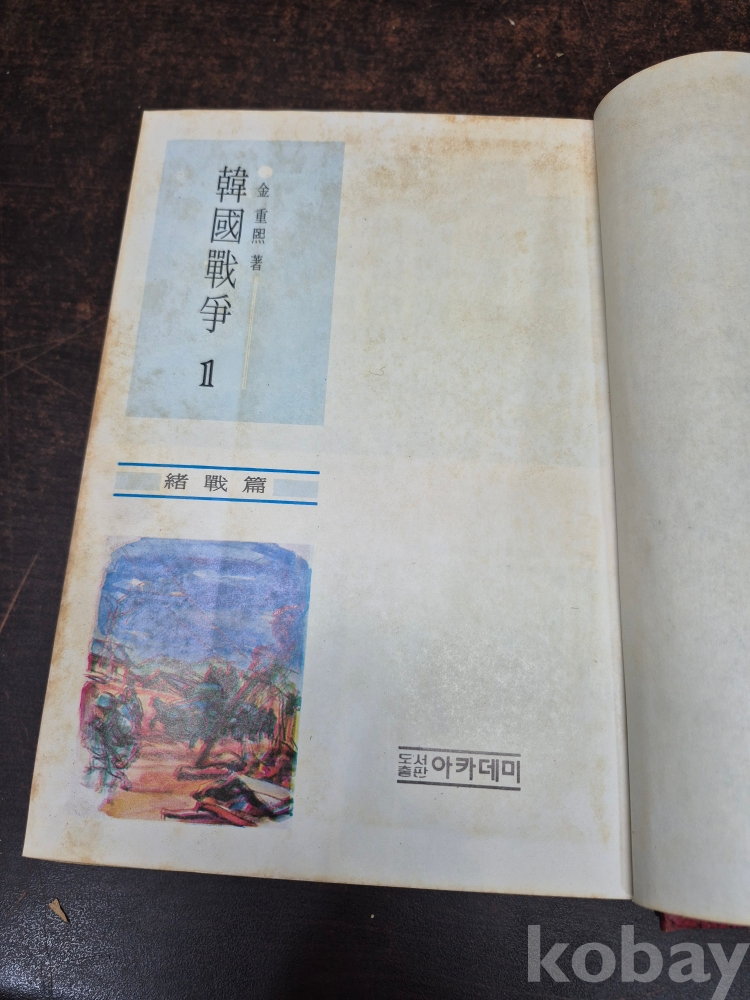 韓國戰爭 1
金重熙 著
緖戰篇
도서출판 아카데미
kobay